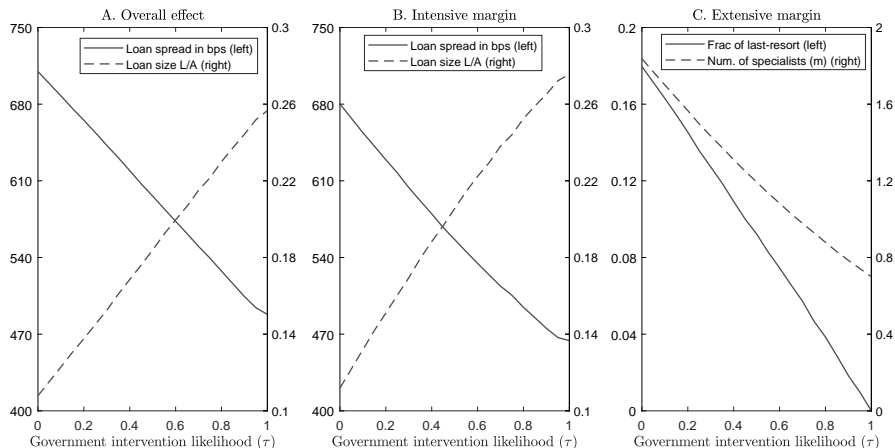 A. Overall effect
Loan spread in bps (left)
Loan size L/A (right)
750
680
610
540
470
400
0.3
0.26
0.22
0.18
0.14
0.1
0 0.2 0.4 0.6 0.8 1
Government intervention likelihood (τ)
B. Intensive margin
Loan spread in bps (left)
Loan size L/A (right)
750
680
610
540
470
400
0.3
0.26
0.22
0.18
0.14
0.1
0 0.2 0.4 0.6 0.8 1
Government intervention likelihood (τ)
C. Extensive margin
Frac of last-resort (left)
Num. of specialists (m) (right)
0.2
0.16
0.12
0.08
0.04
0
2
1.6
1.2
0.8
0.4
0
0 0.2 0.4 0.6 0.8 1
Government intervention likelihood (τ)